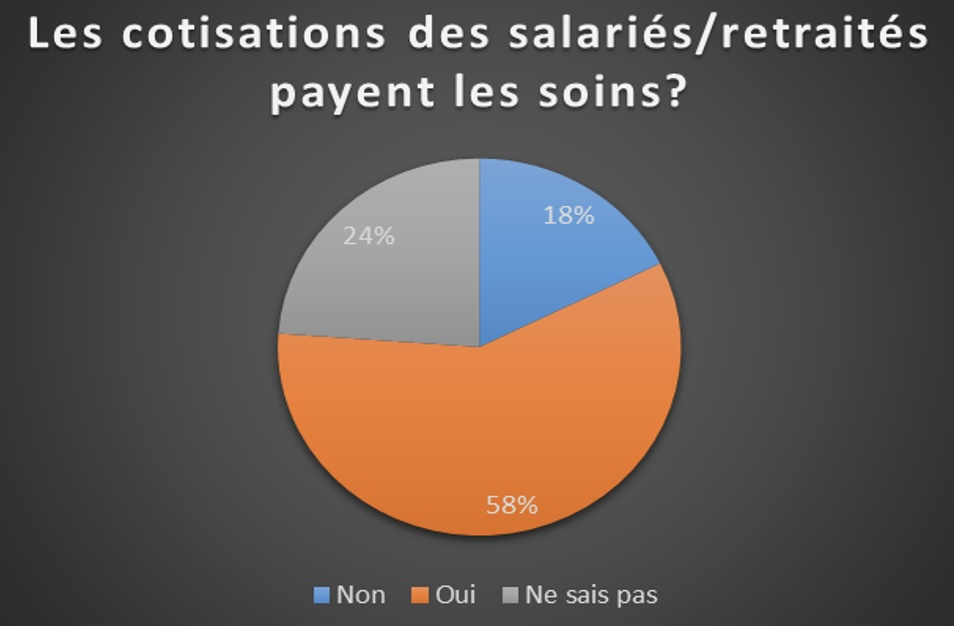 Les cotisations des salariés/retraités
payent les soins?
18%
24%
58%
Non Oui Ne sais pas